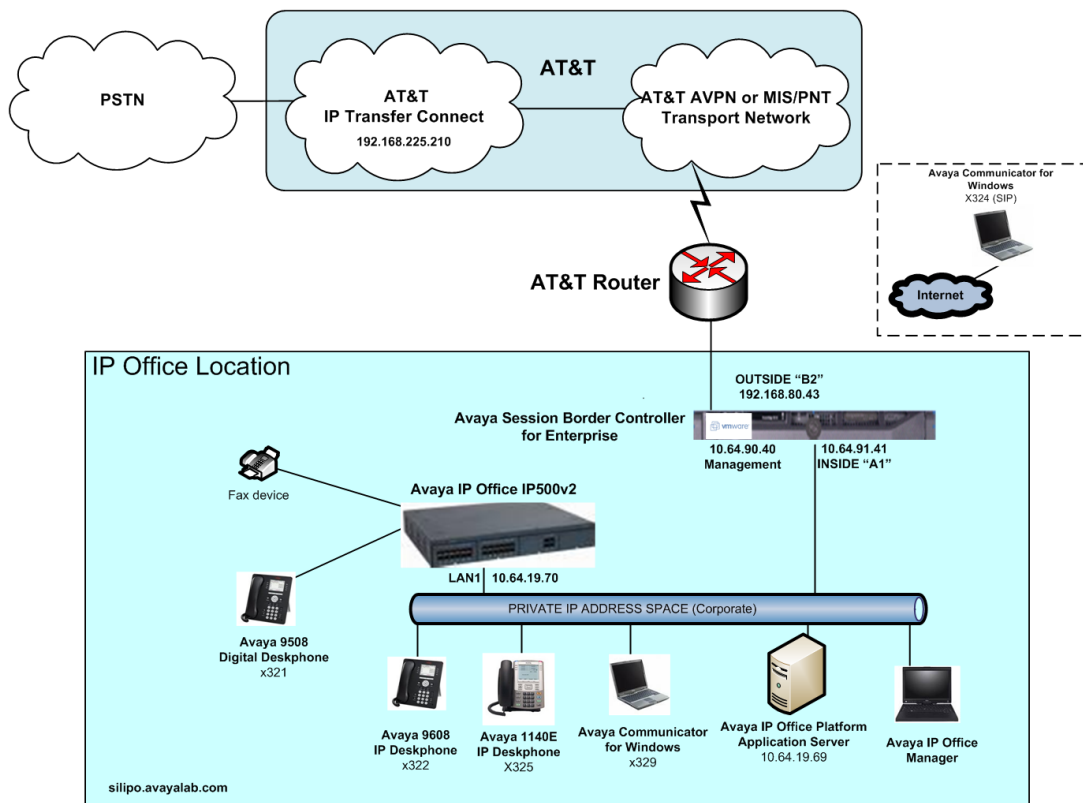 AT&T
PSTN
AT&T
IP Transfer Connect
192.168.225.210
AT&T AVPN or MIS/PNT
Transport Network
Avaya Communicator for
Windows
X324 (SIP)
Internet
AT&T Router
IP Office Location
OUTSIDE “B2”
192.168.80.43
Avaya Session Border Controller
for Enterprise
vmware
10.64.90.40
Management
10.64.91.41
INSIDE “A1”
Fax device
Avaya IP Office IP500v2
LAN1
10.64.19.70
PRIVATE IP ADDRESS SPACE (Corporate)
Avaya 9508
Digital Deskphone
x321
Avaya 9608
IP Deskphone
x322
Avaya 1140E
IP Deskphone
X325
Avaya Communicator
for Windows
x329
Avaya IP Office Platform
Application Server
10.64.19.69
Avaya IP Office
Manager
silipo.avayalab.com